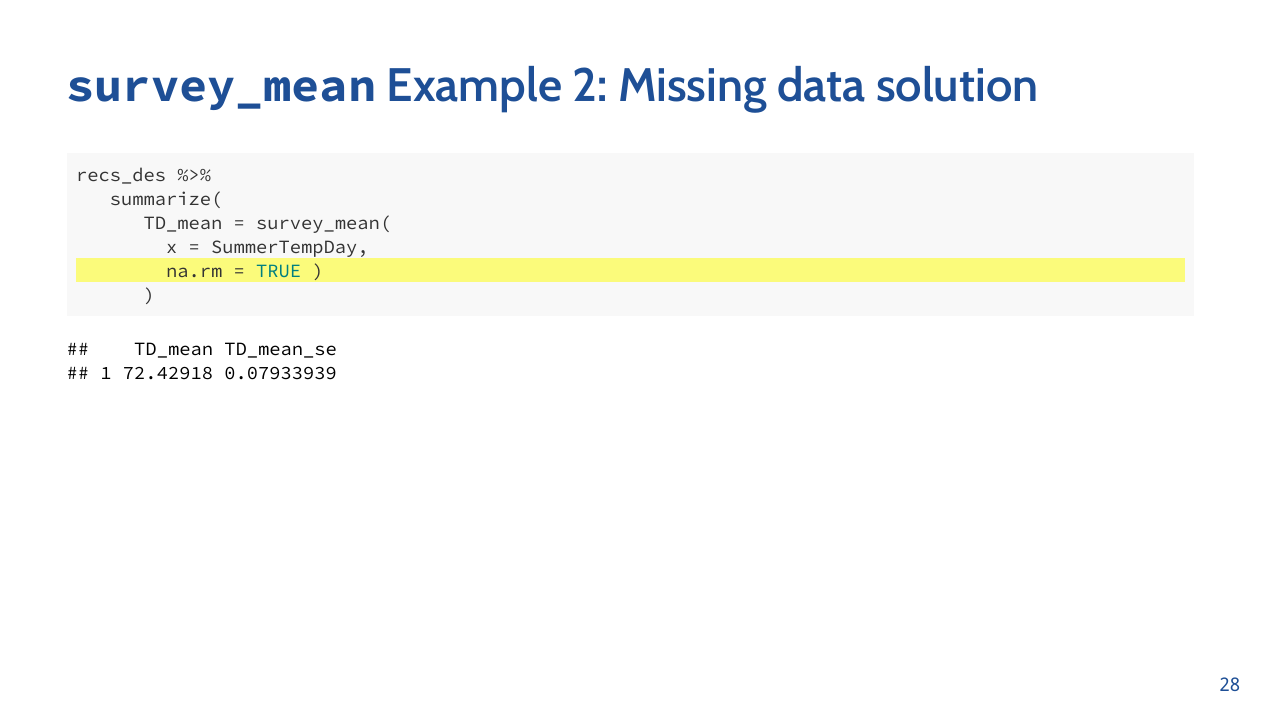 survey_mean Example 2: Missing data solution
recs_des %>%
   summarize(
      TD_mean = survey_mean(
        x = SummerTempDay,
        na.rm = TRUE )
      )
##    TD_mean TD_mean_se
## 1 72.42918 0.07933939
28